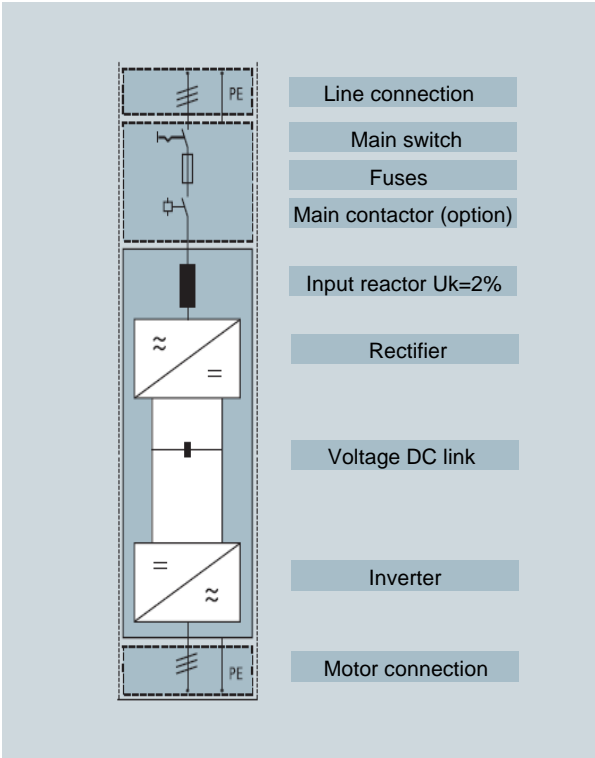 PE
Line connection
Main switch
Fuses
Main contactor (option)
Input reactor Uk=2%
Rectifier
Voltage DC link
Inverter
PE
Motor connection